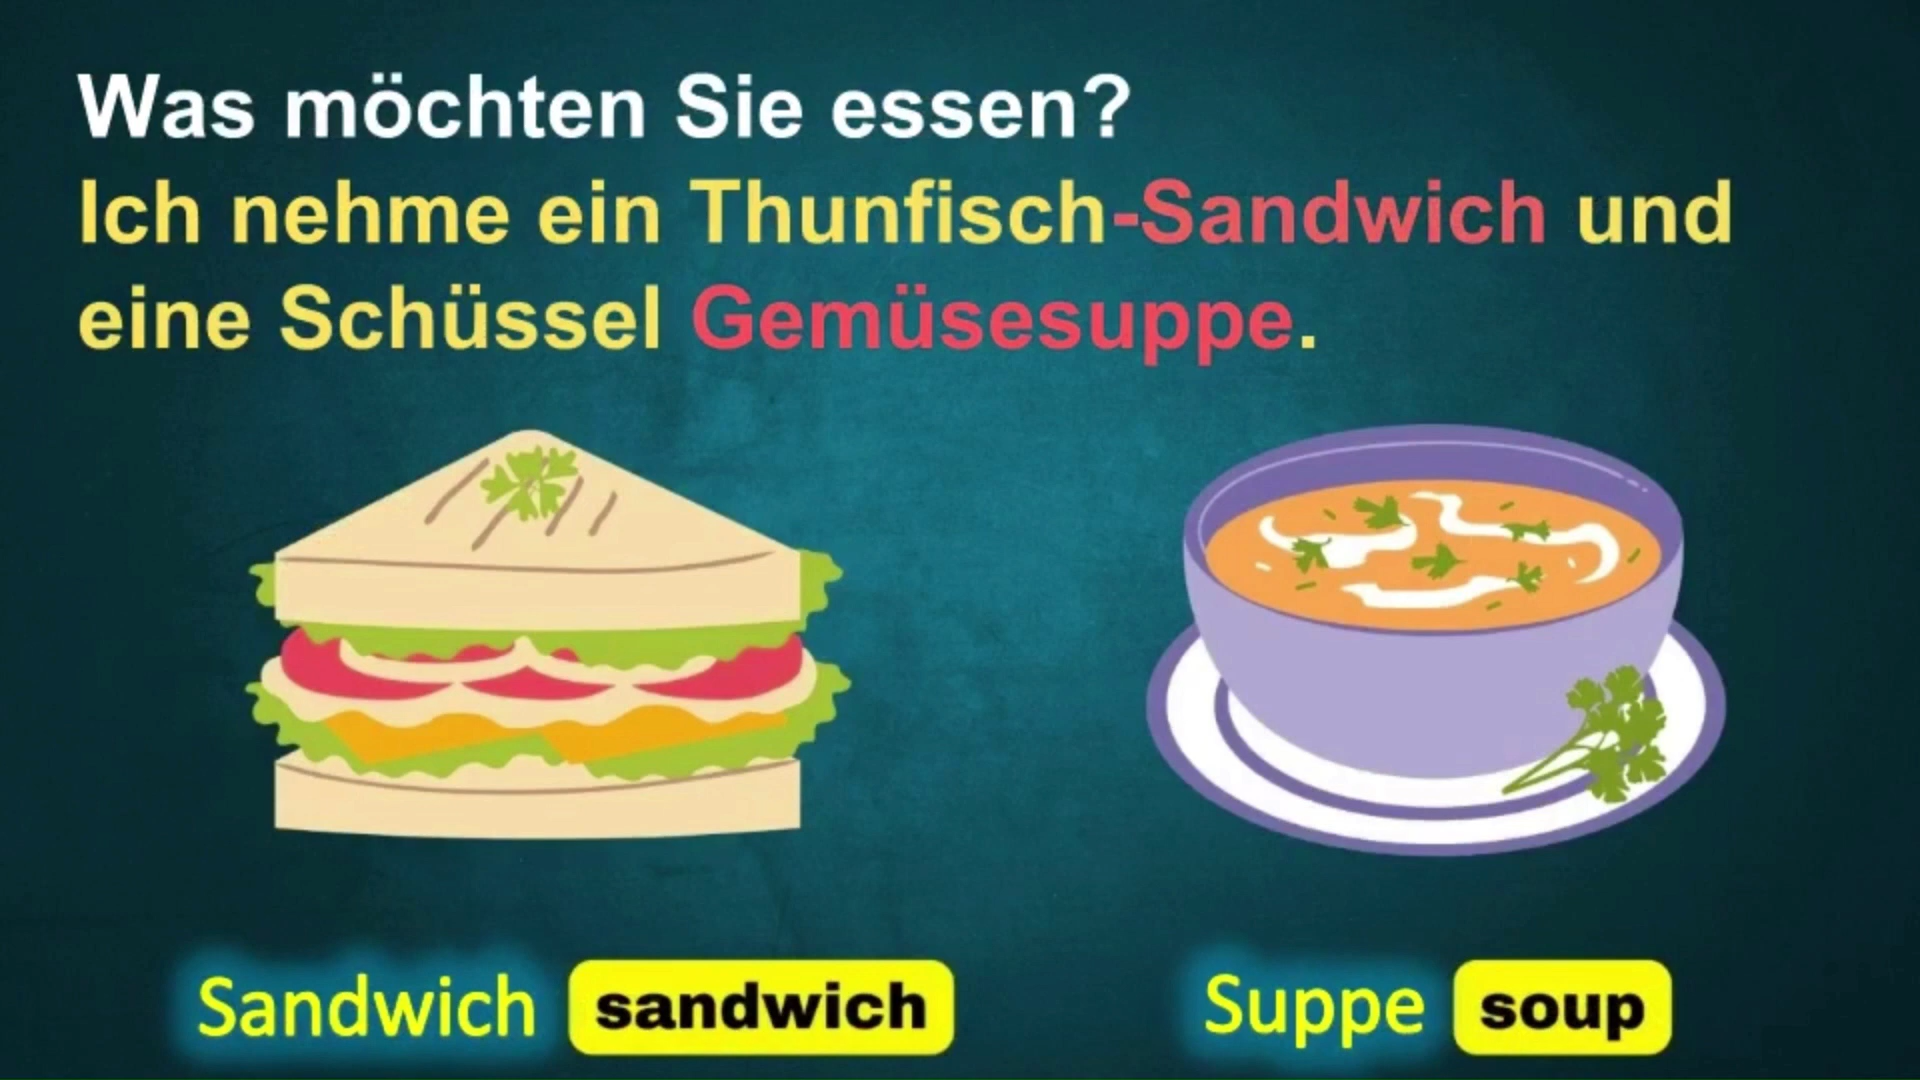 Was möchten Sie essen?
Ich nehme ein Thunfisch-Sandwich und
eine Schüssel Gemüsesuppe.
Sandwich sandwich
Suppe soup